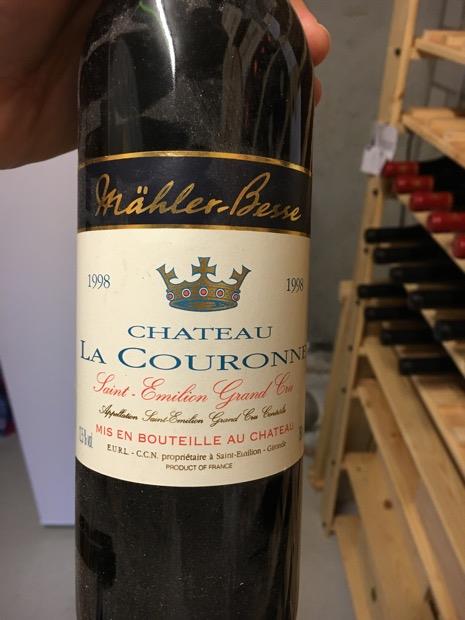 Mähler-Besse
1998 1998
CHATEAU
LA COURONNE
Saint-Emilion Grand Cru
Appellation Saint-Emilion Grand Cru Contrôlée
MIS EN BOUTEILLE AU CHATEAU
E.U.R.L - C.C.N. propriétaire à Saint-Emilion - Gironde
PRODUCT OF FRANCE